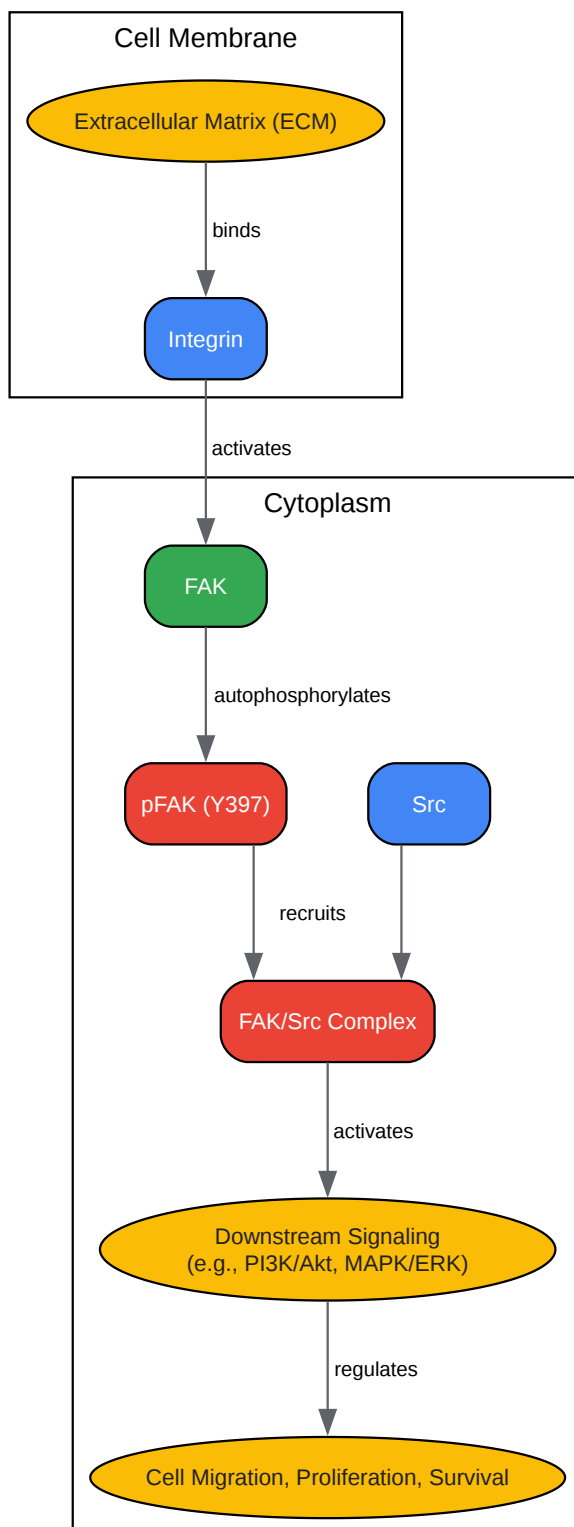 Cell Membrane
Extracellular Matrix (ECM)
binds
Integrin
activates
Cytoplasm
FAK
autophosphorylates
pFAK (Y397)
Src
recruits
FAK/Src Complex
activates
Downstream Signaling
(e.g., PI3K/Akt, MAPK/ERK)
regulates
Cell Migration, Proliferation, Survival